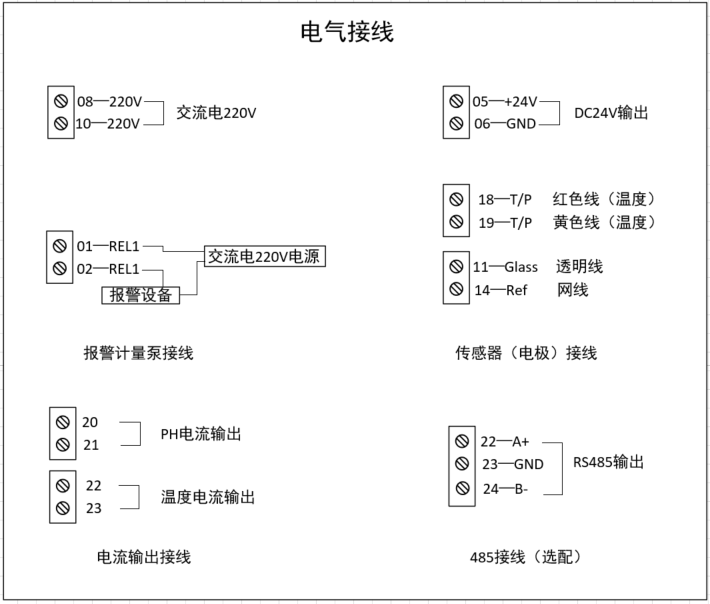 电气接线
08—220V
10—220V
交流电220V
05—+24V
06—GND
DC24V输出
18—T/P 红色线（温度）
19—T/P 黄色线（温度）
01—REL1
02—REL1
交流电220V电源
报警设备
11—Glass 透明线
14—Ref 网线
报警计量泵接线
传感器（电极）接线
20
21
PH电流输出
22
23
温度电流输出
22—A+
23—GND
24—B-
RS485输出
电流输出接线
485接线（选配）